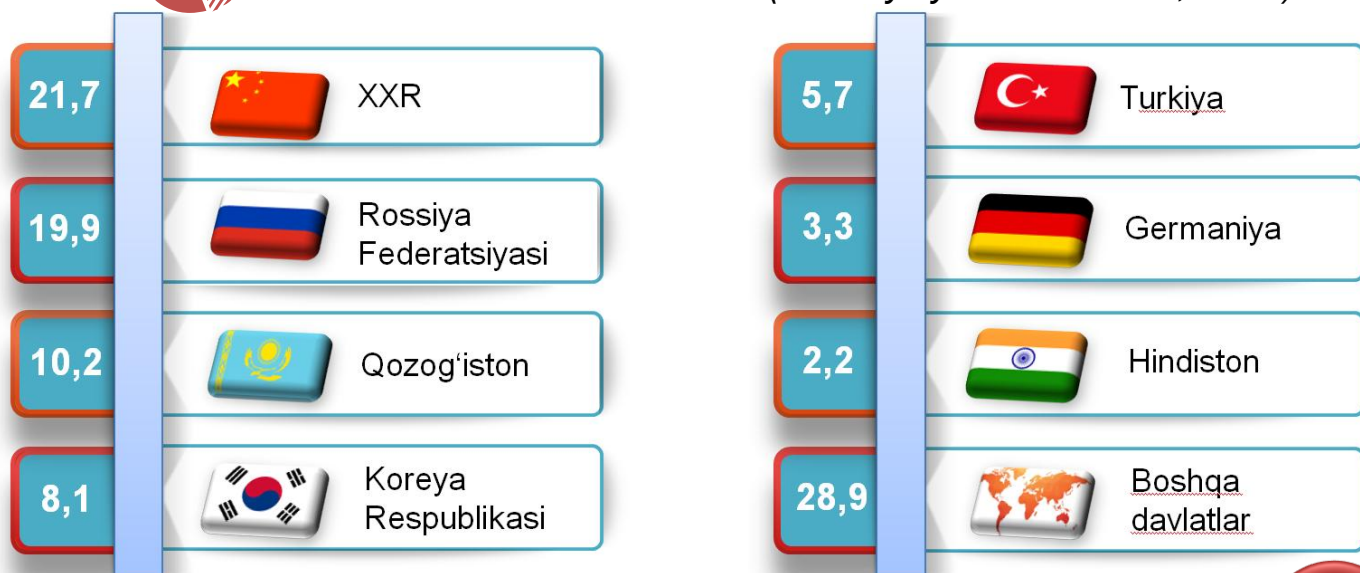 21,7
XXR
19,9
Rossiya
Federatsiyasi
10,2
Qozog‘iston
8,1
Koreya
Respublikasi
5,7
Turkiya
3,3
Germaniya
2,2
Hindiston
28,9
Boshqa
davlatlar